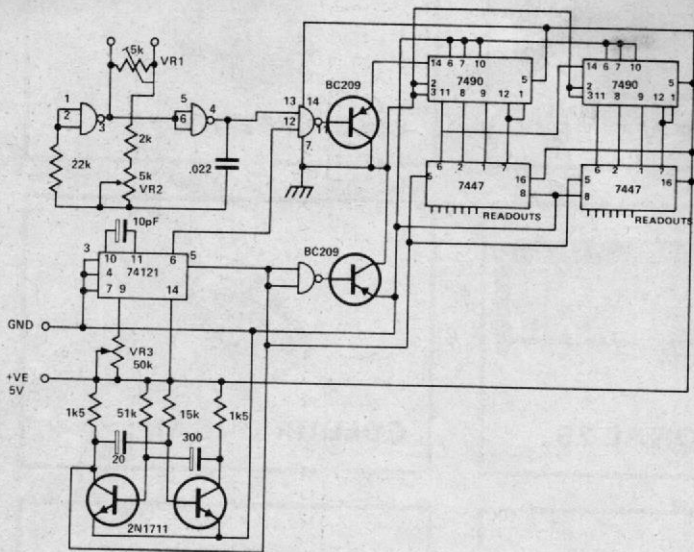 5k
VR1
1
2
3
5
6
4
22k
2k
5k
VR2
.022
13
14
12
11
7.
BC209
14 6 7 10
5
7490
2
3 11 8 9 12 1
14 6 7 10
5
7490
2
3 11 8 9 12 1
6 2 1 7
5
16
7447
8
READOUTS
6 2 1 7
5
16
7447
8
READOUTS
10pF
3
10 11 6
5
4
74121
7 9 14
BC209
GND
VR3
50k
+VE
5V
1k5
51k
15k
1k5
20
300
2N1711